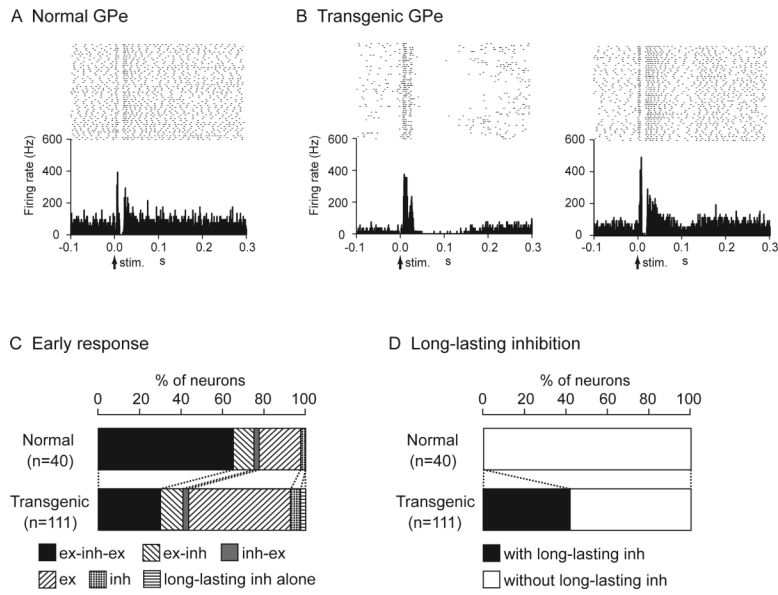 A Normal GPe
B Transgenic GPe
Firing rate (Hz)
600
400
200
0
-0.1 0.0 0.1 0.2 0.3
stim. s
600
400
200
0
-0.1 0.0 0.1 0.2 0.3
stim. s
600
400
200
0
-0.1 0.0 0.1 0.2 0.3
stim. s
C Early response
% of neurons
0 20 40 60 80 100
Normal
(n=40)
Transgenic
(n=111)
ex-inh-ex ex-inh inh-ex
ex inh long-lasting inh alone
D Long-lasting inhibition
% of neurons
0 20 40 60 80 100
Normal
(n=40)
Transgenic
(n=111)
with long-lasting inh
without long-lasting inh